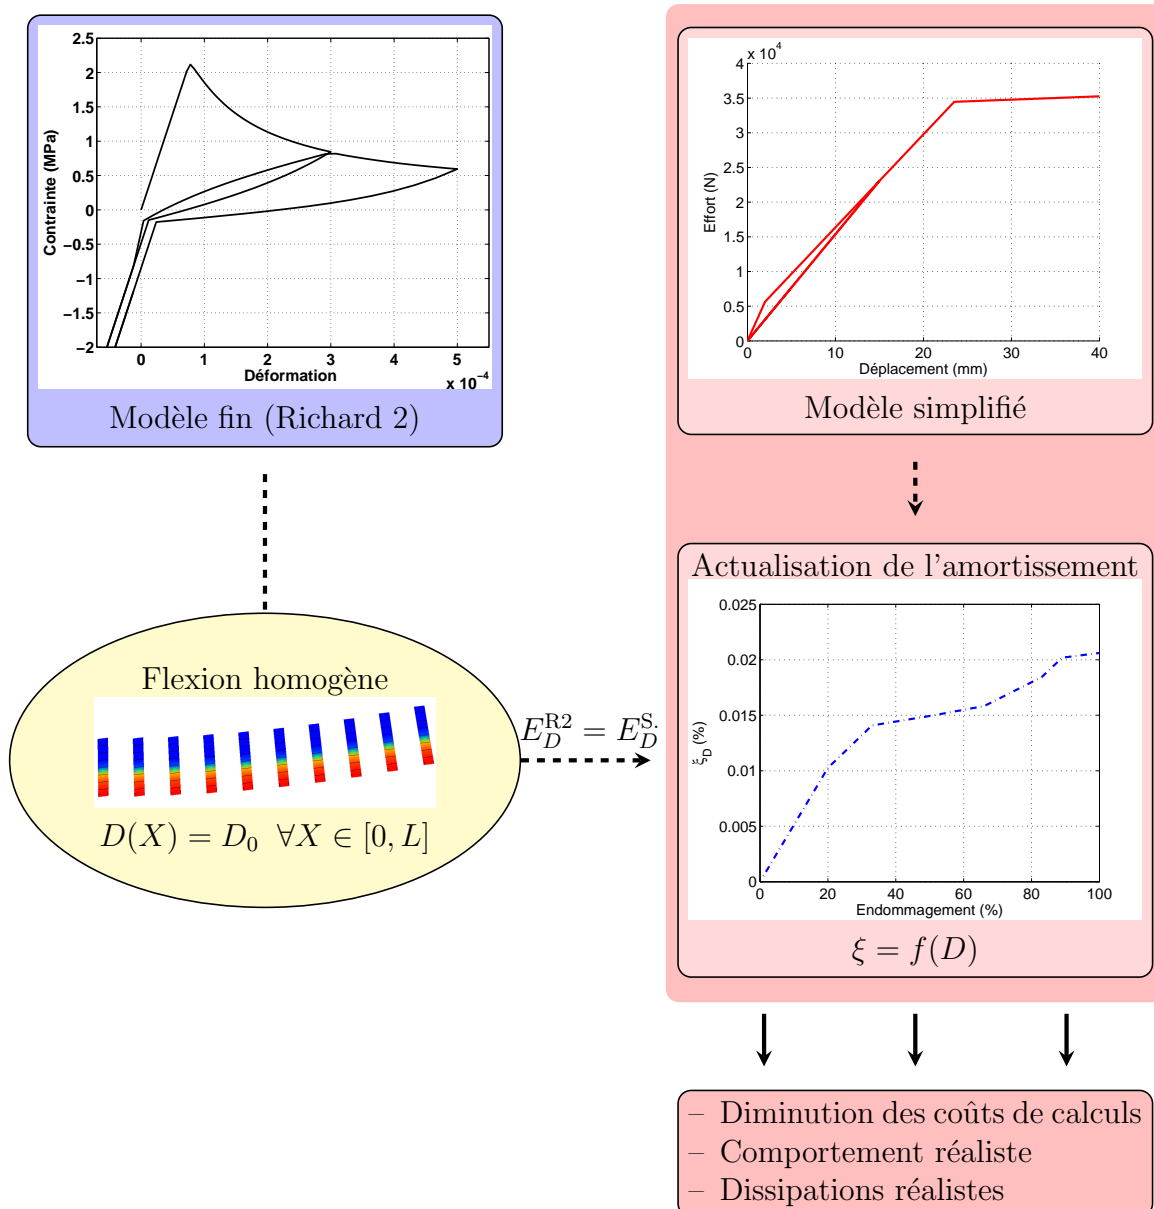 2.5
2
1.5
1
0.5
0
−0.5
−1
−1.5
−2
Contrainte (MPa)
0 1 2 3 4 5
Déformation
x 10⁻⁴
Modèle fin (Richard 2)
x 10⁴
4
3.5
3
2.5
2
1.5
1
0.5
0
Effort (N)
0 10 20 30 40
Déplacement (mm)
Modèle simplifié
Flexion homogène
D(X) = D₀ ∀X ∈ [0, L]
E_D^{R2} = E_D^{S.}
Actualisation de l'amortissement
0.025
0.02
0.015
0.01
0.005
0
ξ_D (%)
0 20 40 60 80 100
Endommagement (%)
ξ = f(D)
– Diminution des coûts de calculs
– Comportement réaliste
– Dissipations réalistes